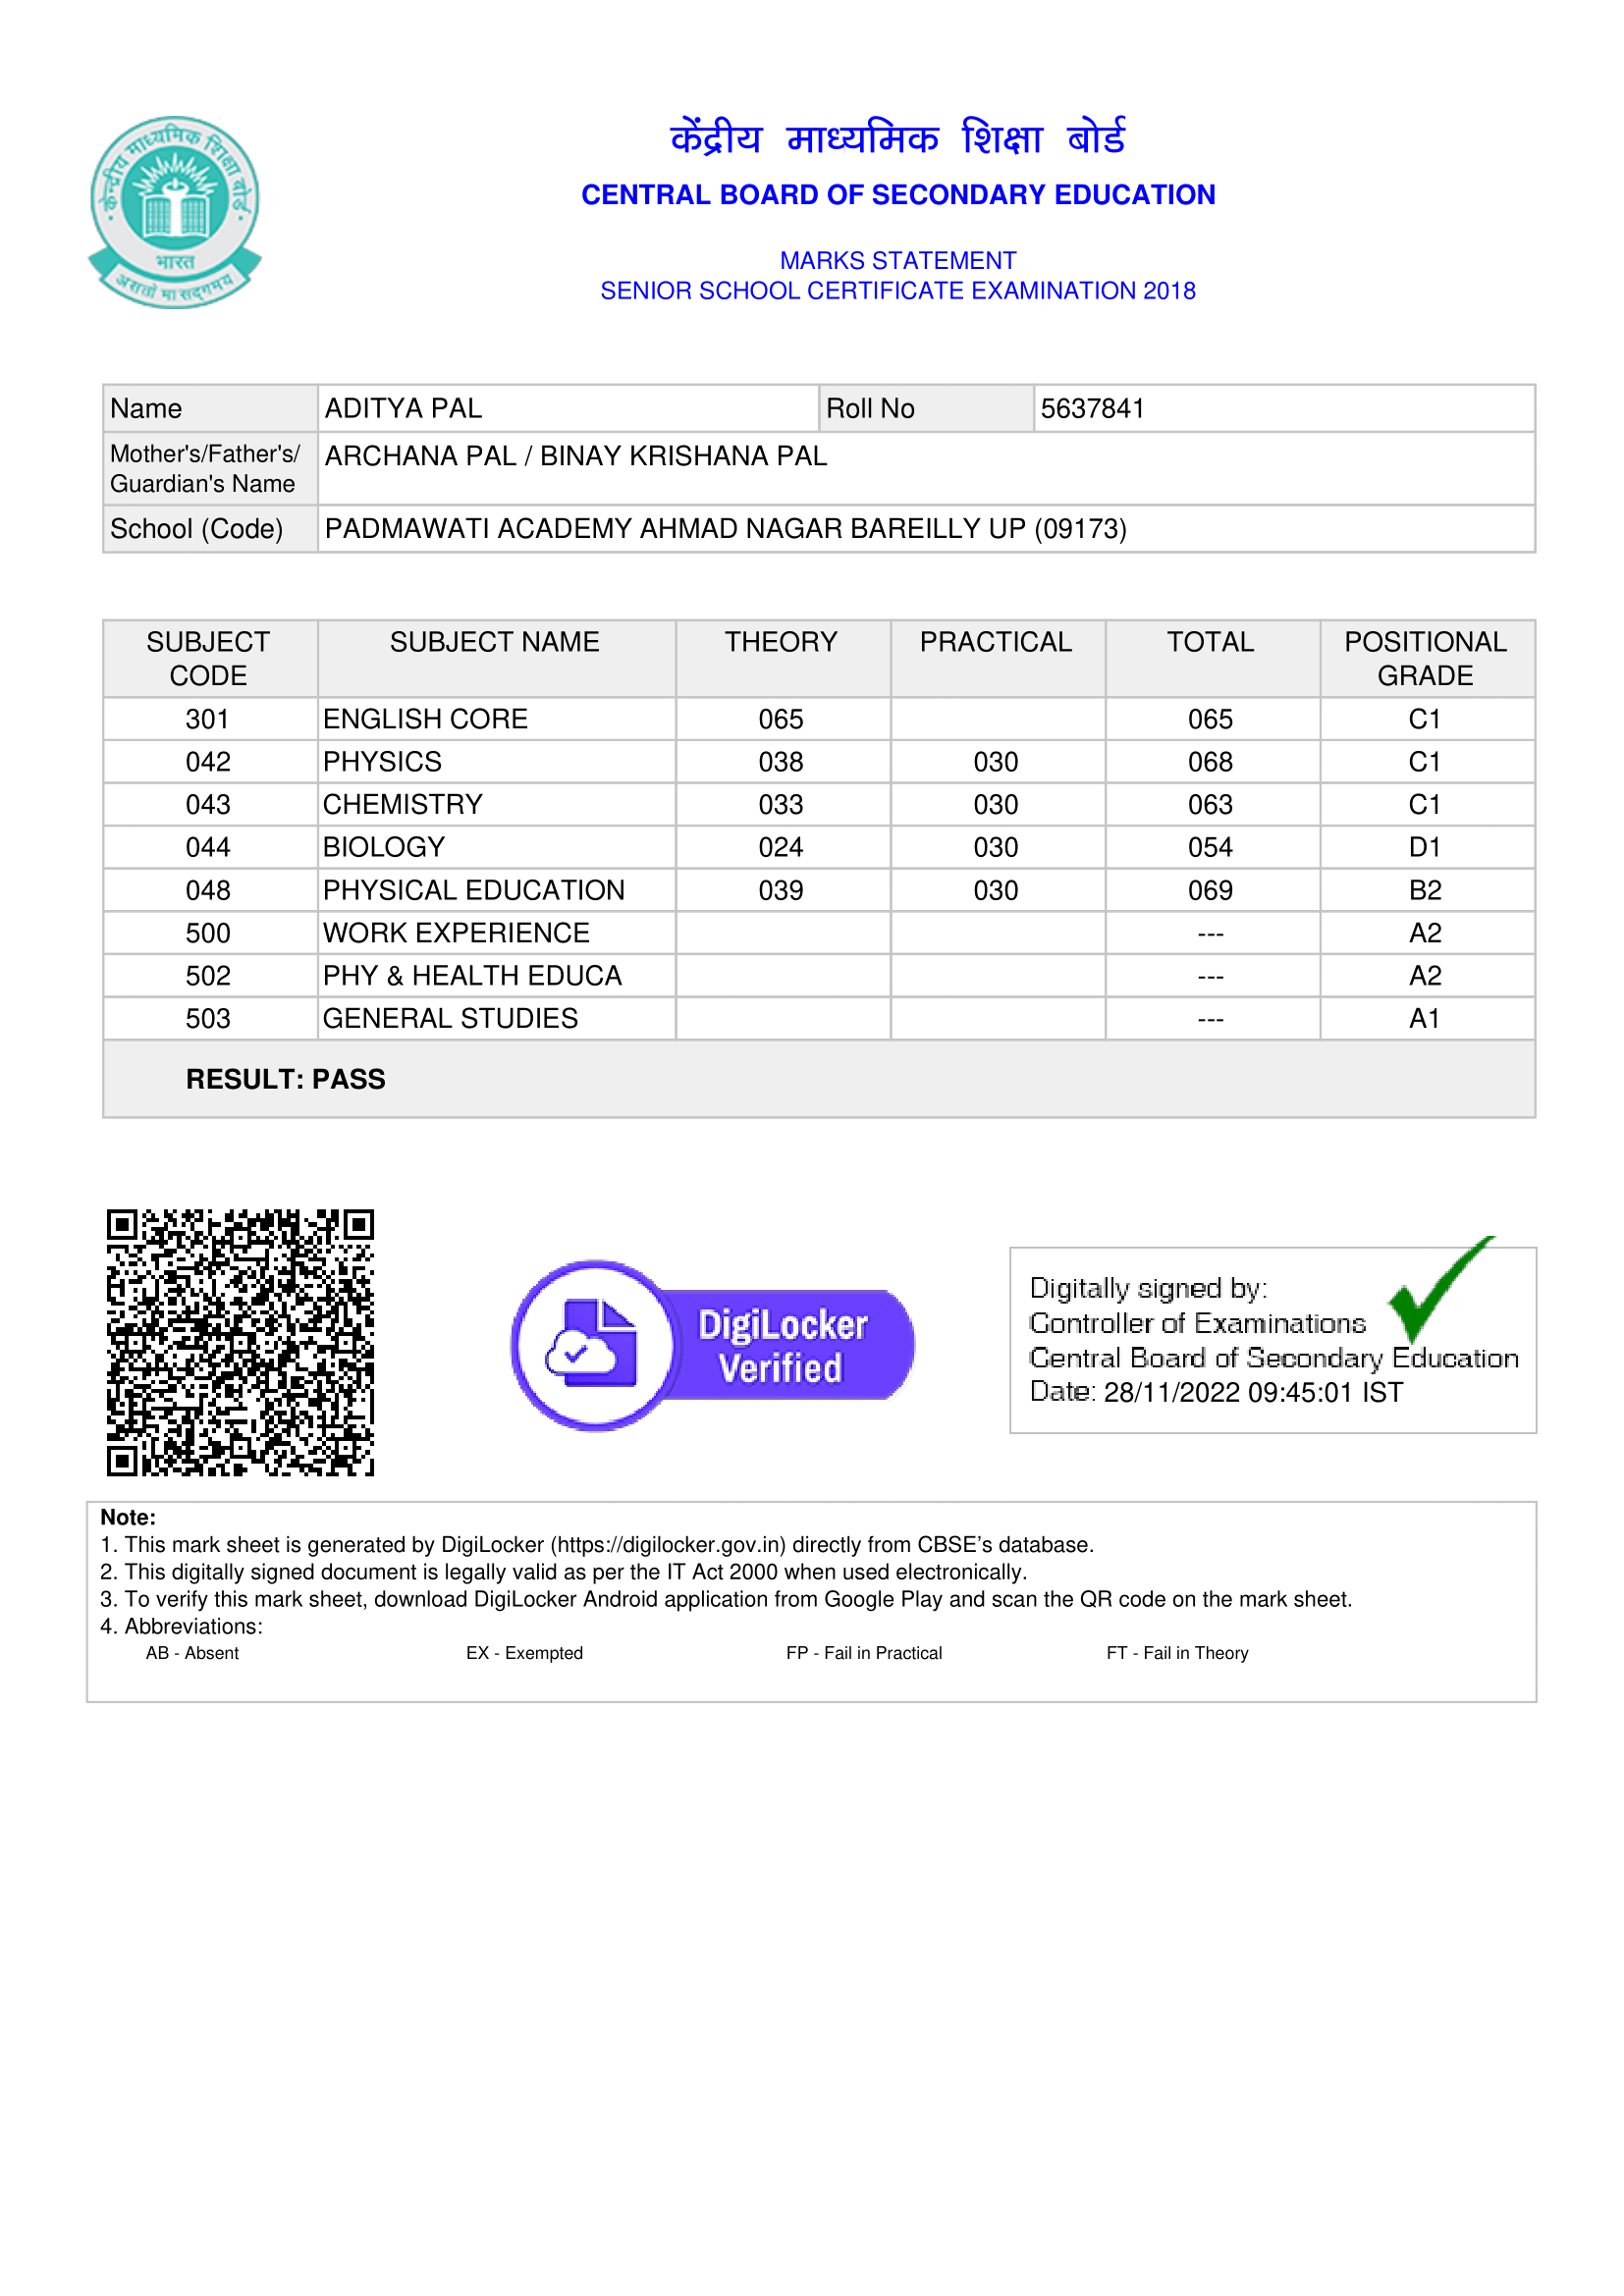 केन्द्रीय माध्यमिक शिक्षा बोर्ड
भारत
असतो मा सद्गमय
केंद्रीय माध्यमिक शिक्षा बोर्ड
CENTRAL BOARD OF SECONDARY EDUCATION
MARKS STATEMENT
SENIOR SCHOOL CERTIFICATE EXAMINATION 2018
Name ADITYA PAL Roll No 5637841
Mother's/Father's/ ARCHANA PAL / BINAY KRISHANA PAL
Guardian's Name
School (Code) PADMAWATI ACADEMY AHMAD NAGAR BAREILLY UP (09173)
SUBJECT SUBJECT NAME THEORY PRACTICAL TOTAL POSITIONAL
CODE GRADE
301 ENGLISH CORE 065 065 C1
042 PHYSICS 038 030 068 C1
043 CHEMISTRY 033 030 063 C1
044 BIOLOGY 024 030 054 D1
048 PHYSICAL EDUCATION 039 030 069 B2
500 WORK EXPERIENCE --- A2
502 PHY & HEALTH EDUCA --- A2
503 GENERAL STUDIES --- A1
RESULT: PASS
DigiLocker
Verified
Digitally signed by:
Controller of Examinations
Central Board of Secondary Education
Date: 28/11/2022 09:45:01 IST
Note:
1. This mark sheet is generated by DigiLocker (https://digilocker.gov.in) directly from CBSE's database.
2. This digitally signed document is legally valid as per the IT Act 2000 when used electronically.
3. To verify this mark sheet, download DigiLocker Android application from Google Play and scan the QR code on the mark sheet.
4. Abbreviations:
AB - Absent EX - Exempted FP - Fail in Practical FT - Fail in Theory